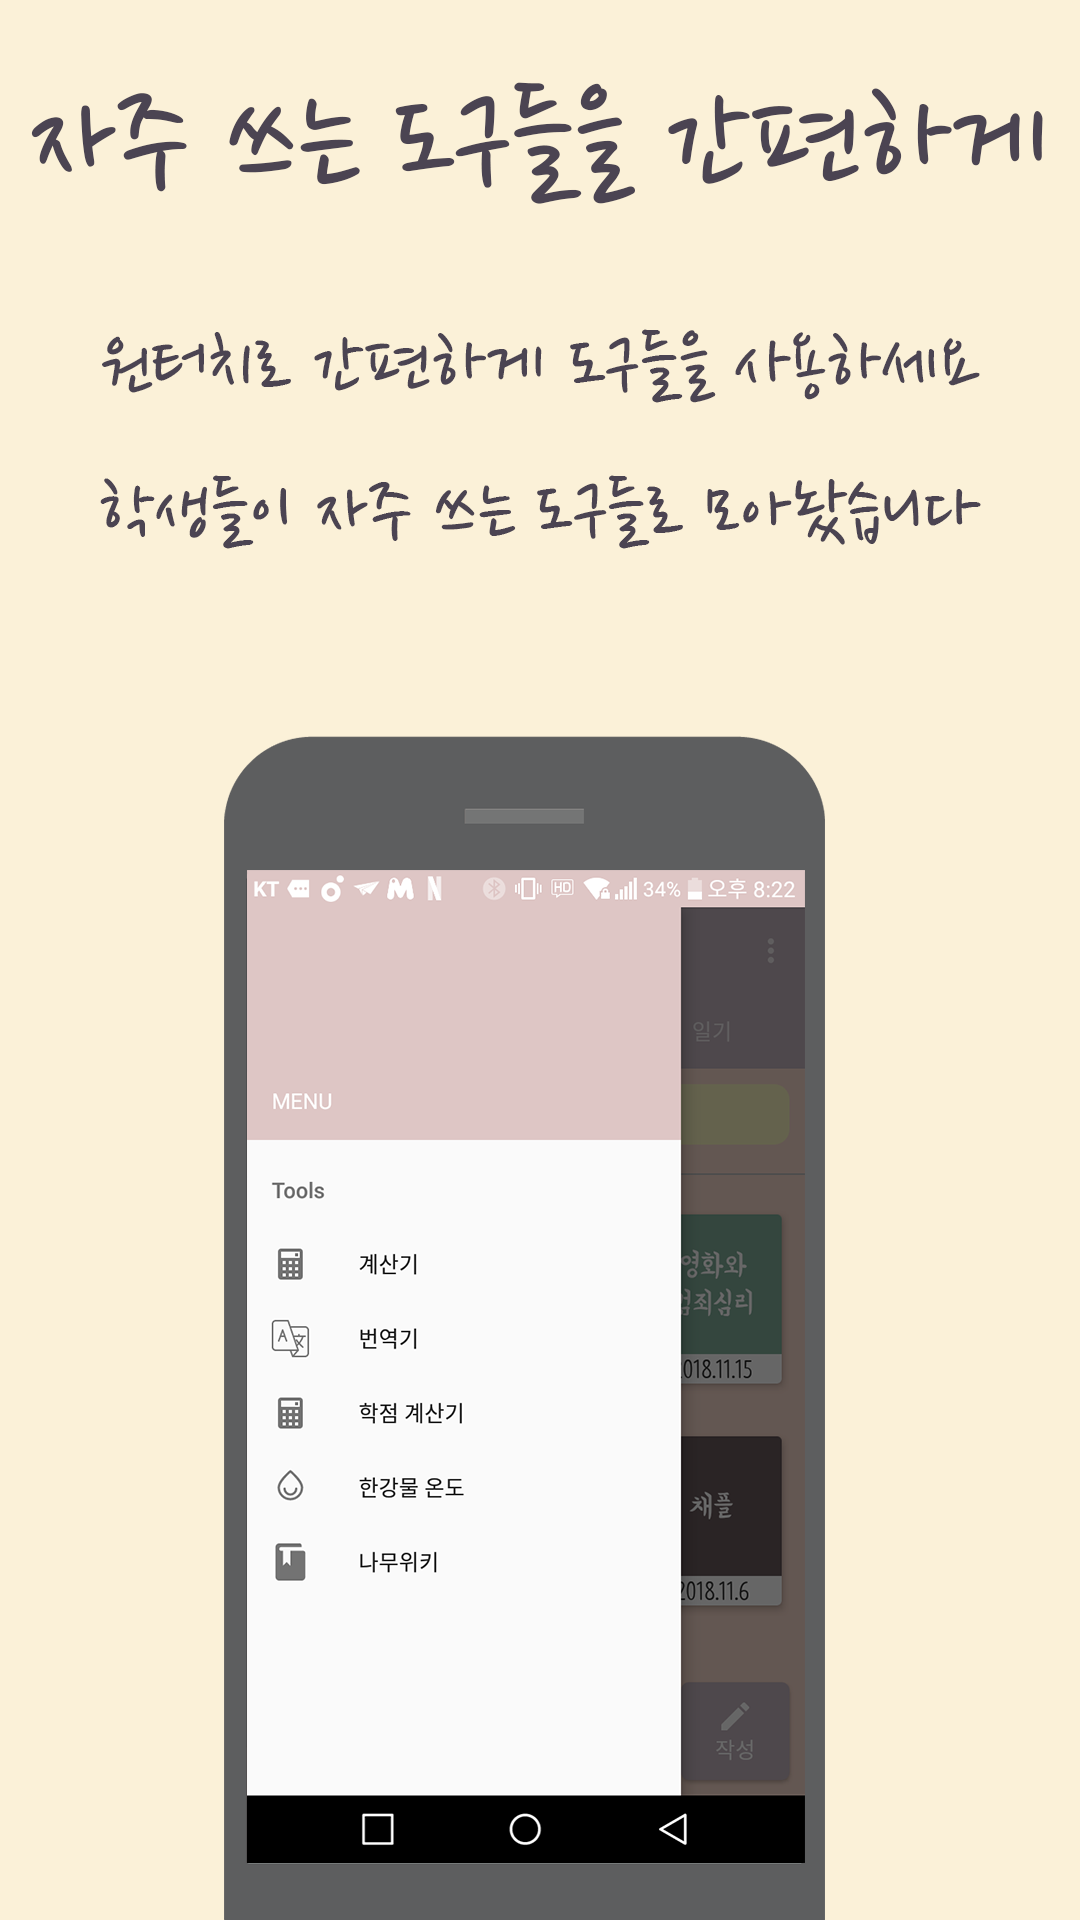 자주 쓰는 도구들을 간편하게
원터치로 간편하게 도구들을 사용하세요
학생들이 자주 쓰는 도구들로 모아놨습니다
KT HD 34% 오후 8:22
일기
MENU
Tools
계산기
번역기
학점 계산기
한강물 온도
나무위키
영화와
범죄심리
2018.11.15
채플
2018.11.6
작성